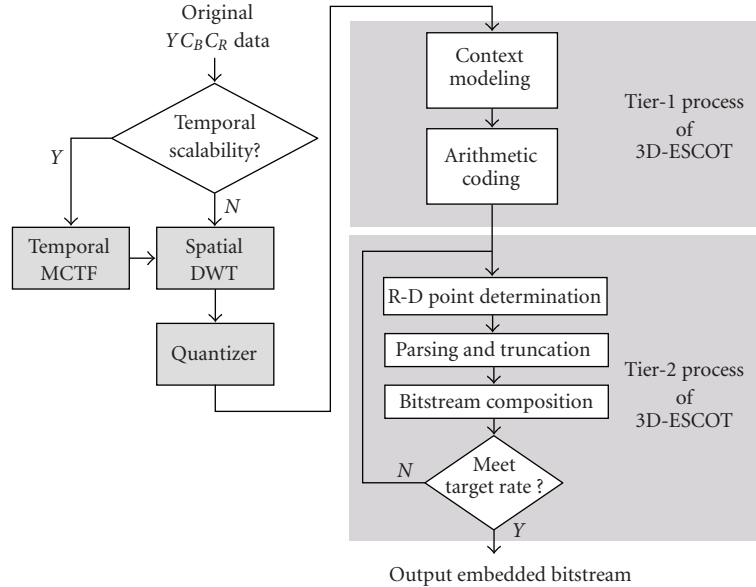 Original
YC_BC_R data
Temporal
scalability?
Y
N
Temporal
MCTF
Spatial
DWT
Quantizer
Context
modeling
Arithmetic
coding
Tier-1 process
of
3D-ESCOT
R-D point determination
Parsing and truncation
Bitstream composition
Meet
target rate ?
N
Y
Tier-2 process
of
3D-ESCOT
Output embedded bitstream